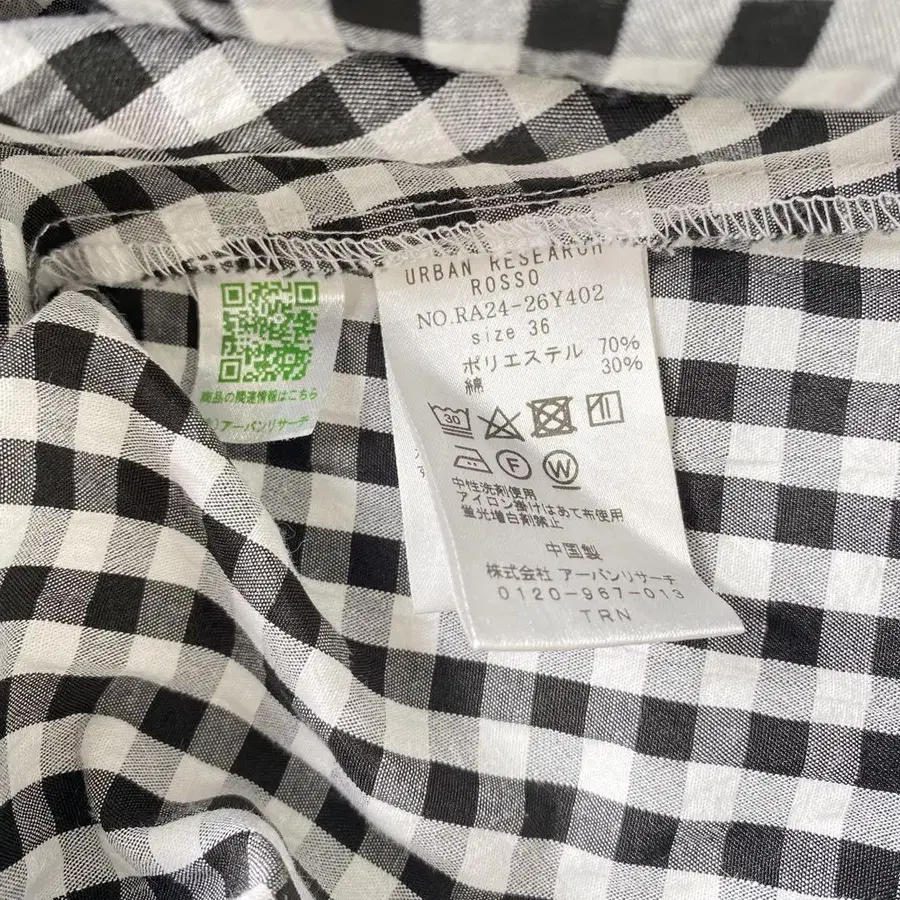 商品の関連情報はこちら
アーバンリサーチ
URBAN RESEARCH
ROSSO
NO.RA24-26Y402
size 36
ポリエステル 70%
綿 30%
30
F
W
中性洗剤使用
アイロン掛けはあて布使用
蛍光増白剤禁止
中国製
株式会社 アーバンリサーチ
0120-967-013
TRN